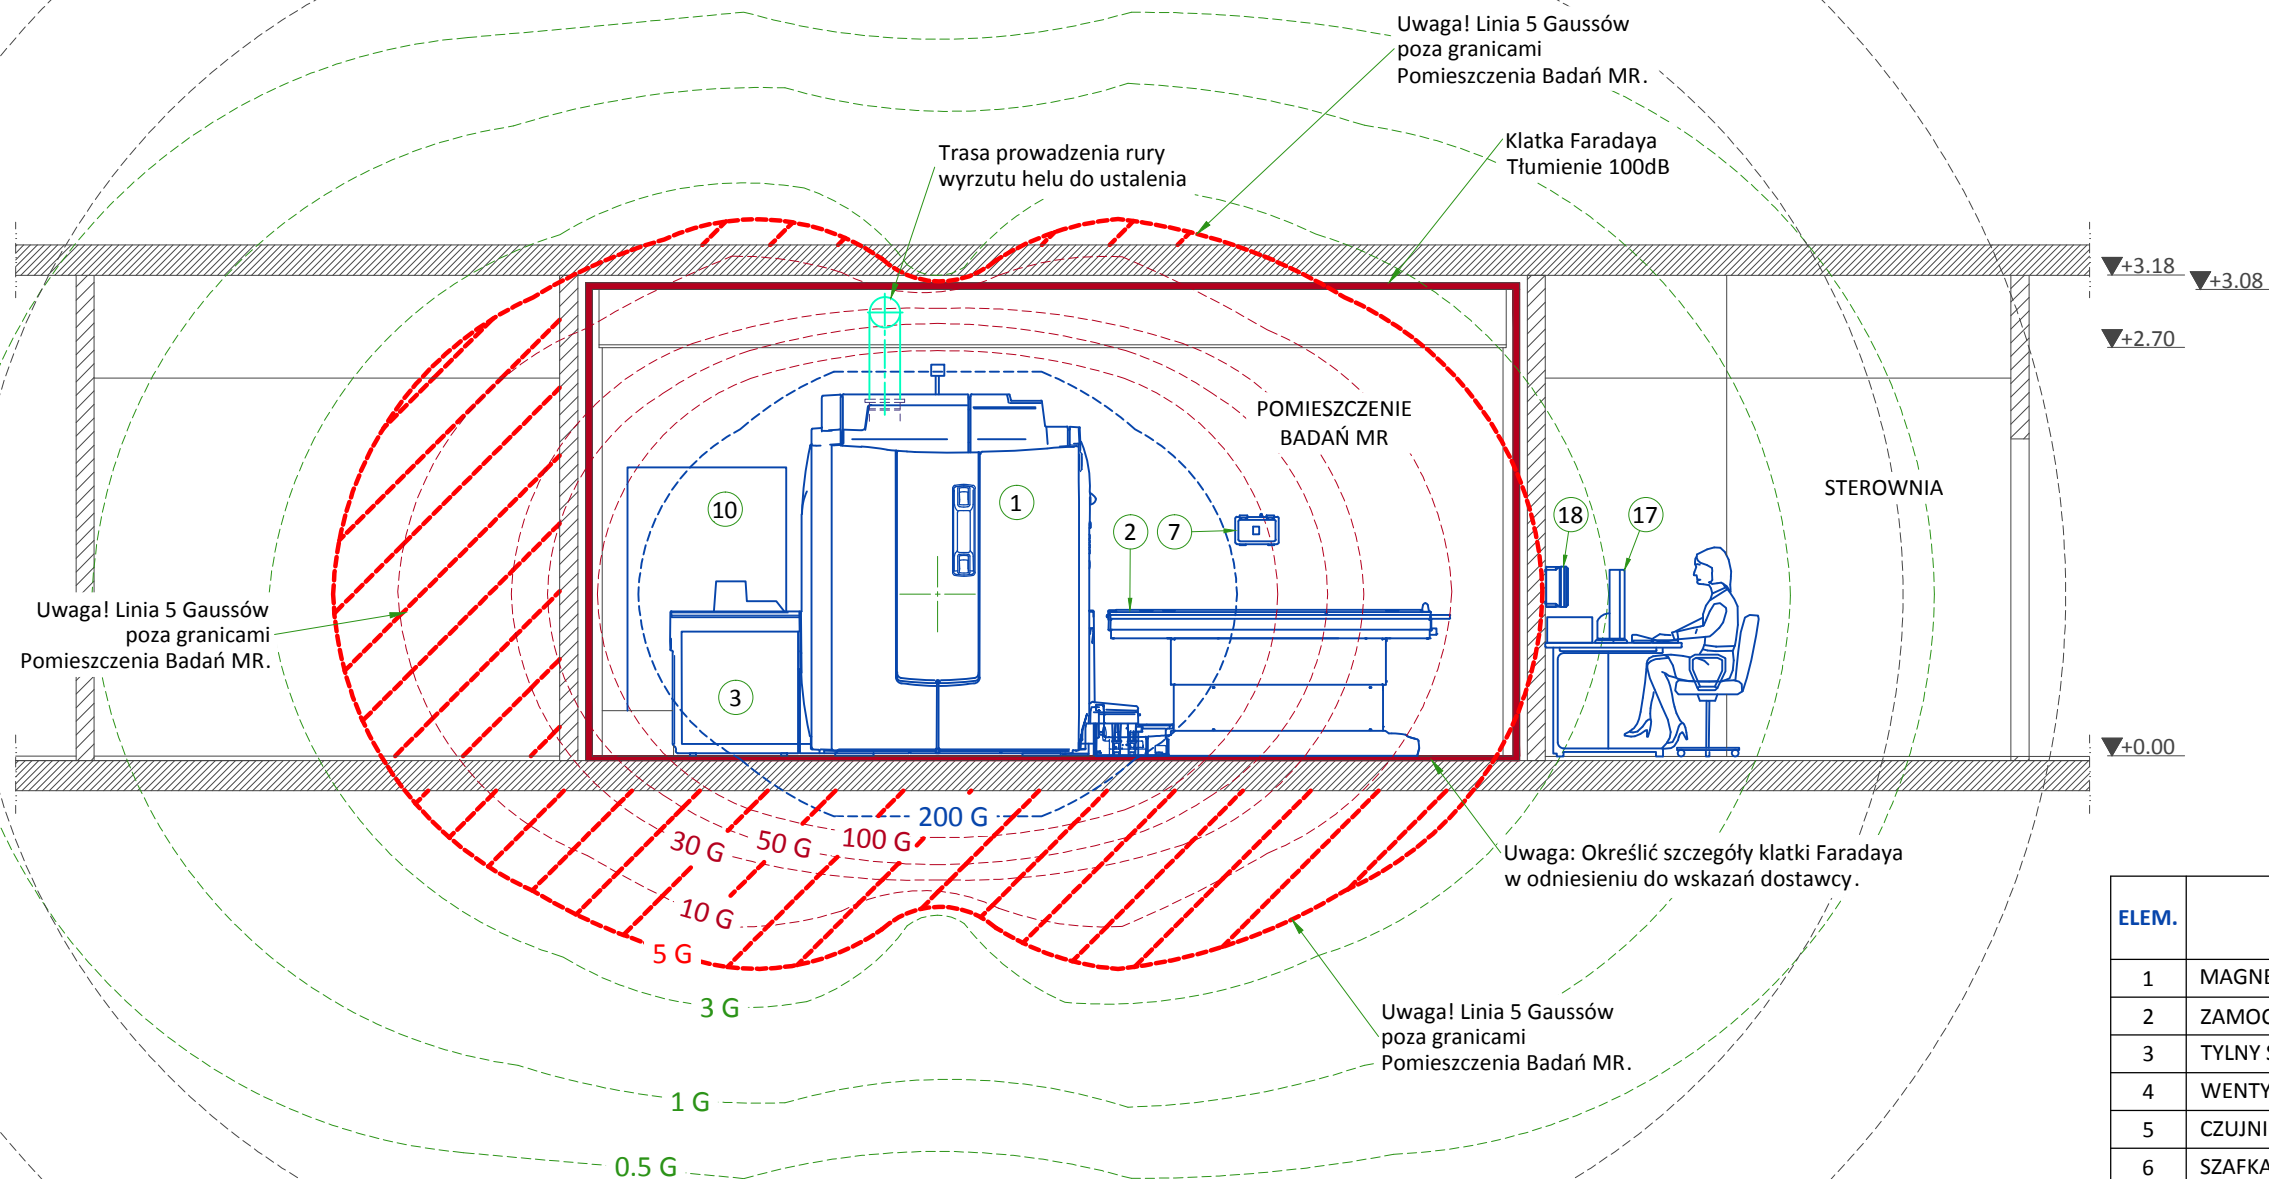 Uwaga! Linia 5 Gaussów
poza granicami
Pomieszczenia Badań MR.
Trasa prowadzenia rury
wyrzutu helu do ustalenia
Klatka Faradaya
Tłumienie 100dB
+3.18
+3.08
+2.70
POMIESZCZENIE
BADAŃ MR
STEROWNIA
10
1
2
7
18
17
3
Uwaga! Linia 5 Gaussów
poza granicami
Pomieszczenia Badań MR.
+0.00
200 G
100 G
50 G
30 G
10 G
5 G
3 G
1 G
0.5 G
Uwaga: Określić szczegóły klatki Faradaya
w odniesieniu do wskazań dostawcy.
Uwaga! Linia 5 Gaussów
poza granicami
Pomieszczenia Badań MR.
ELEM.
1
2
3 TYLNY
4
5
6 SZAFKA